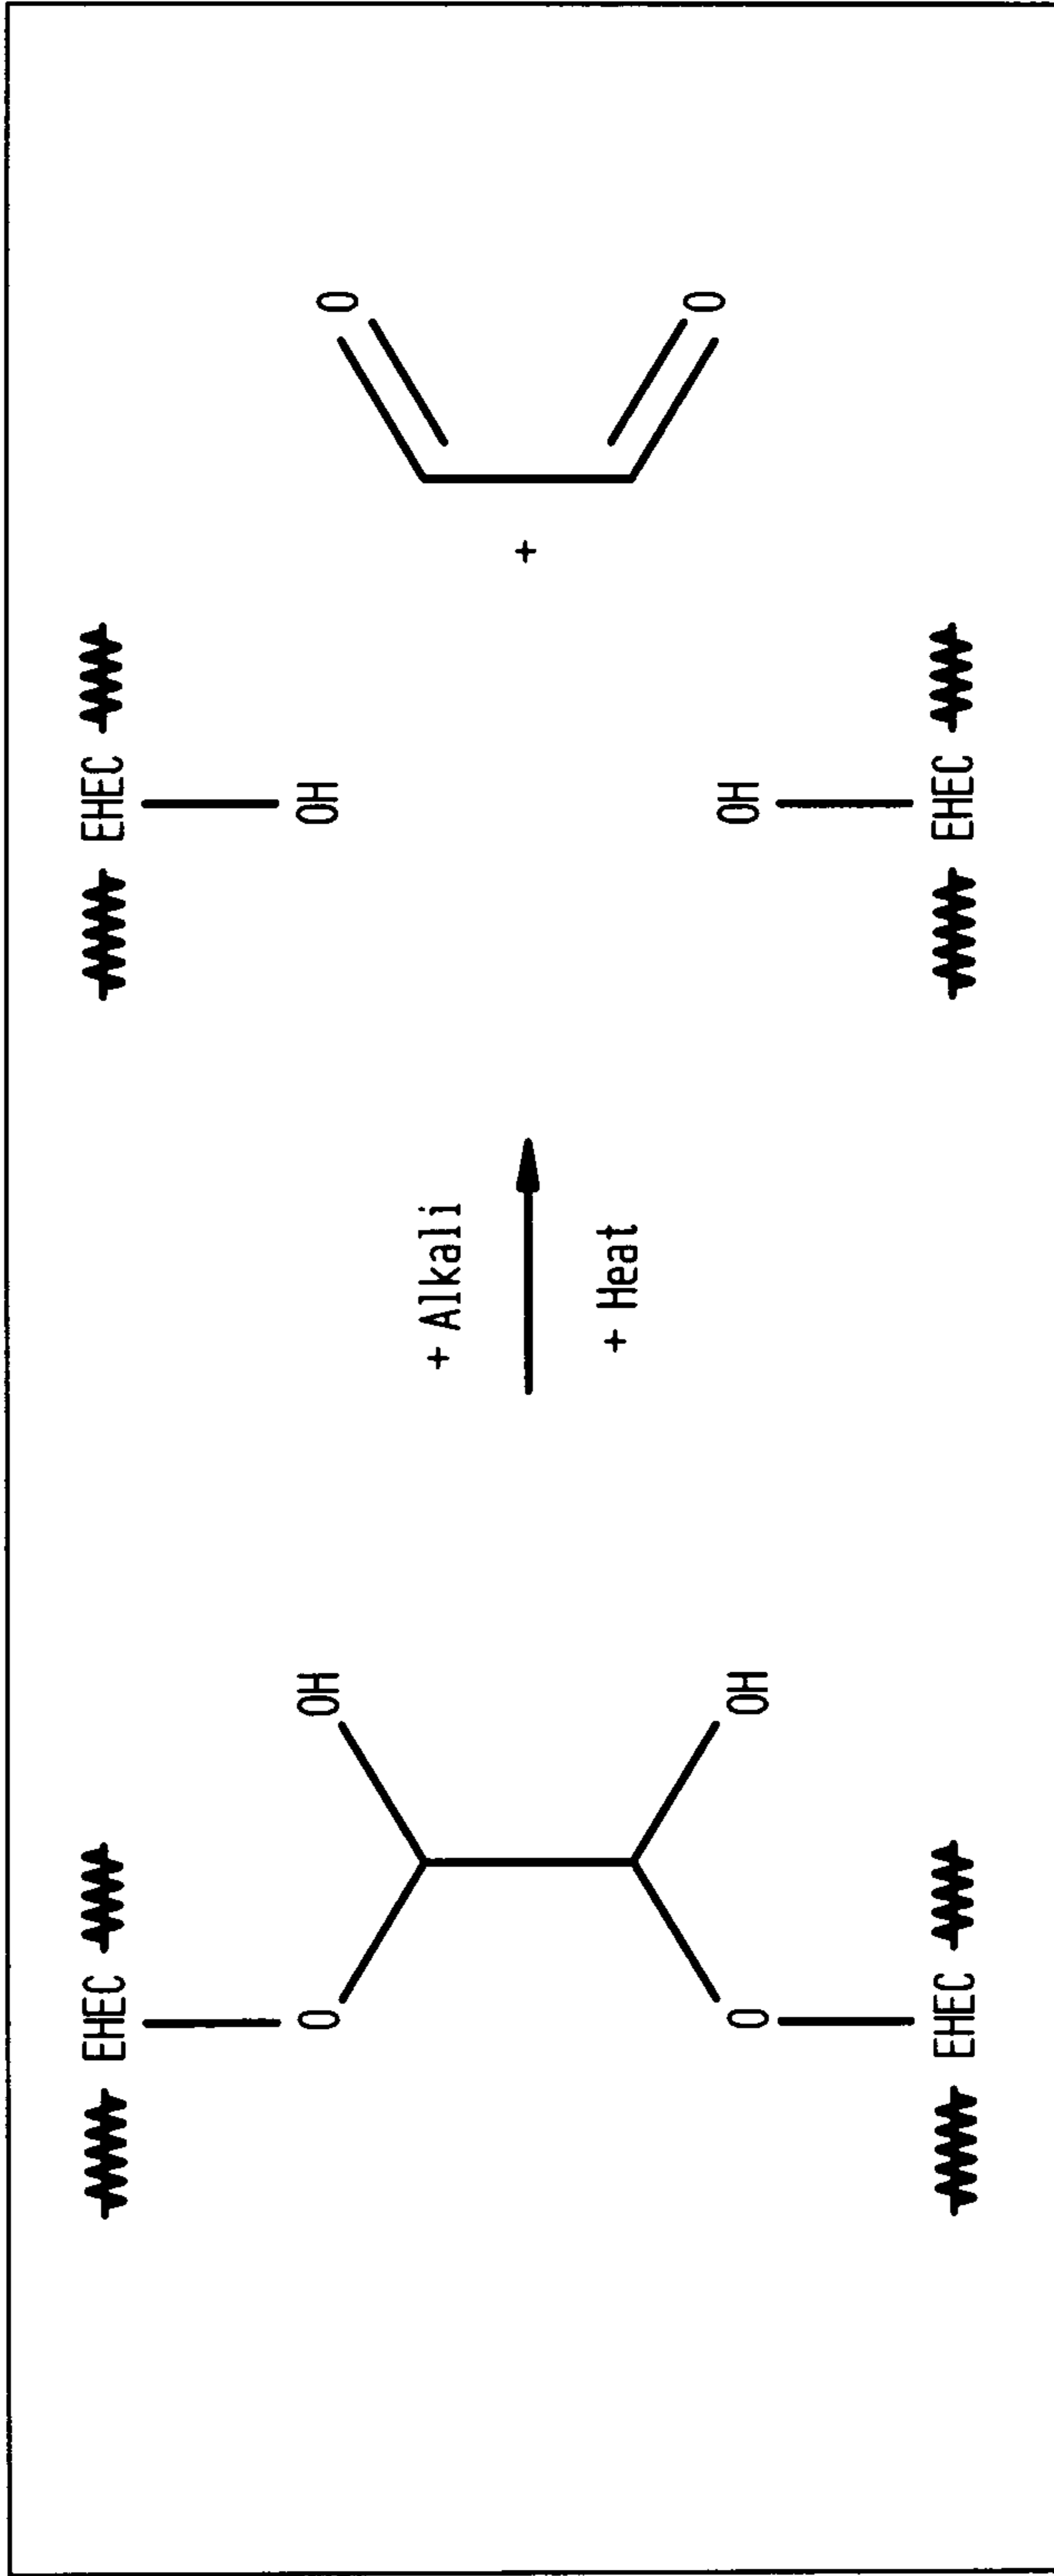 EHEC
O
OH
O
OH
EHEC
+ Alkali
+ Heat
EHEC
OH
OH
EHEC
+
O
O